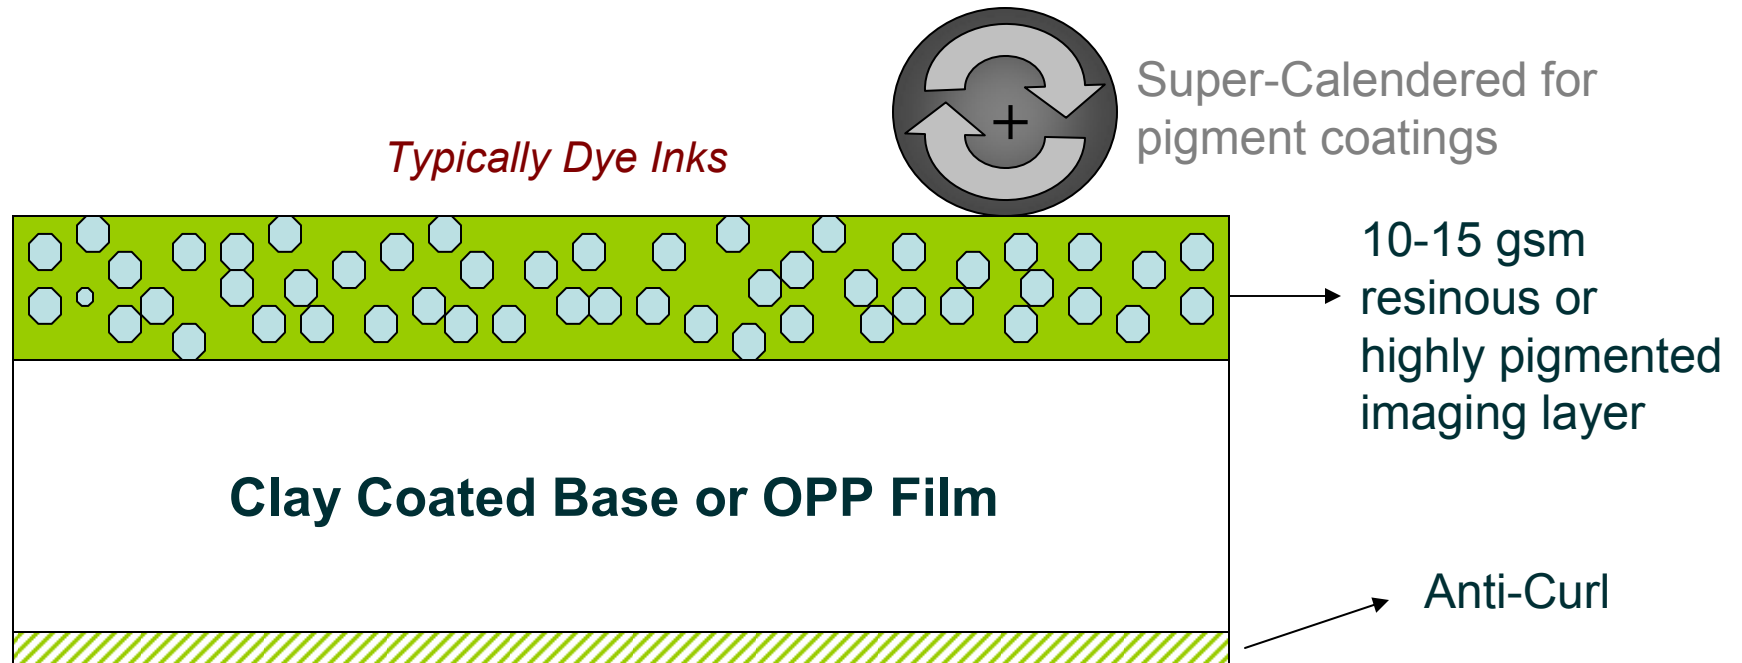 Super-Calendered for
pigment coatings
Typically Dye Inks
10-15 gsm
resinous or
highly pigmented
imaging layer
Clay Coated Base or OPP Film
Anti-Curl